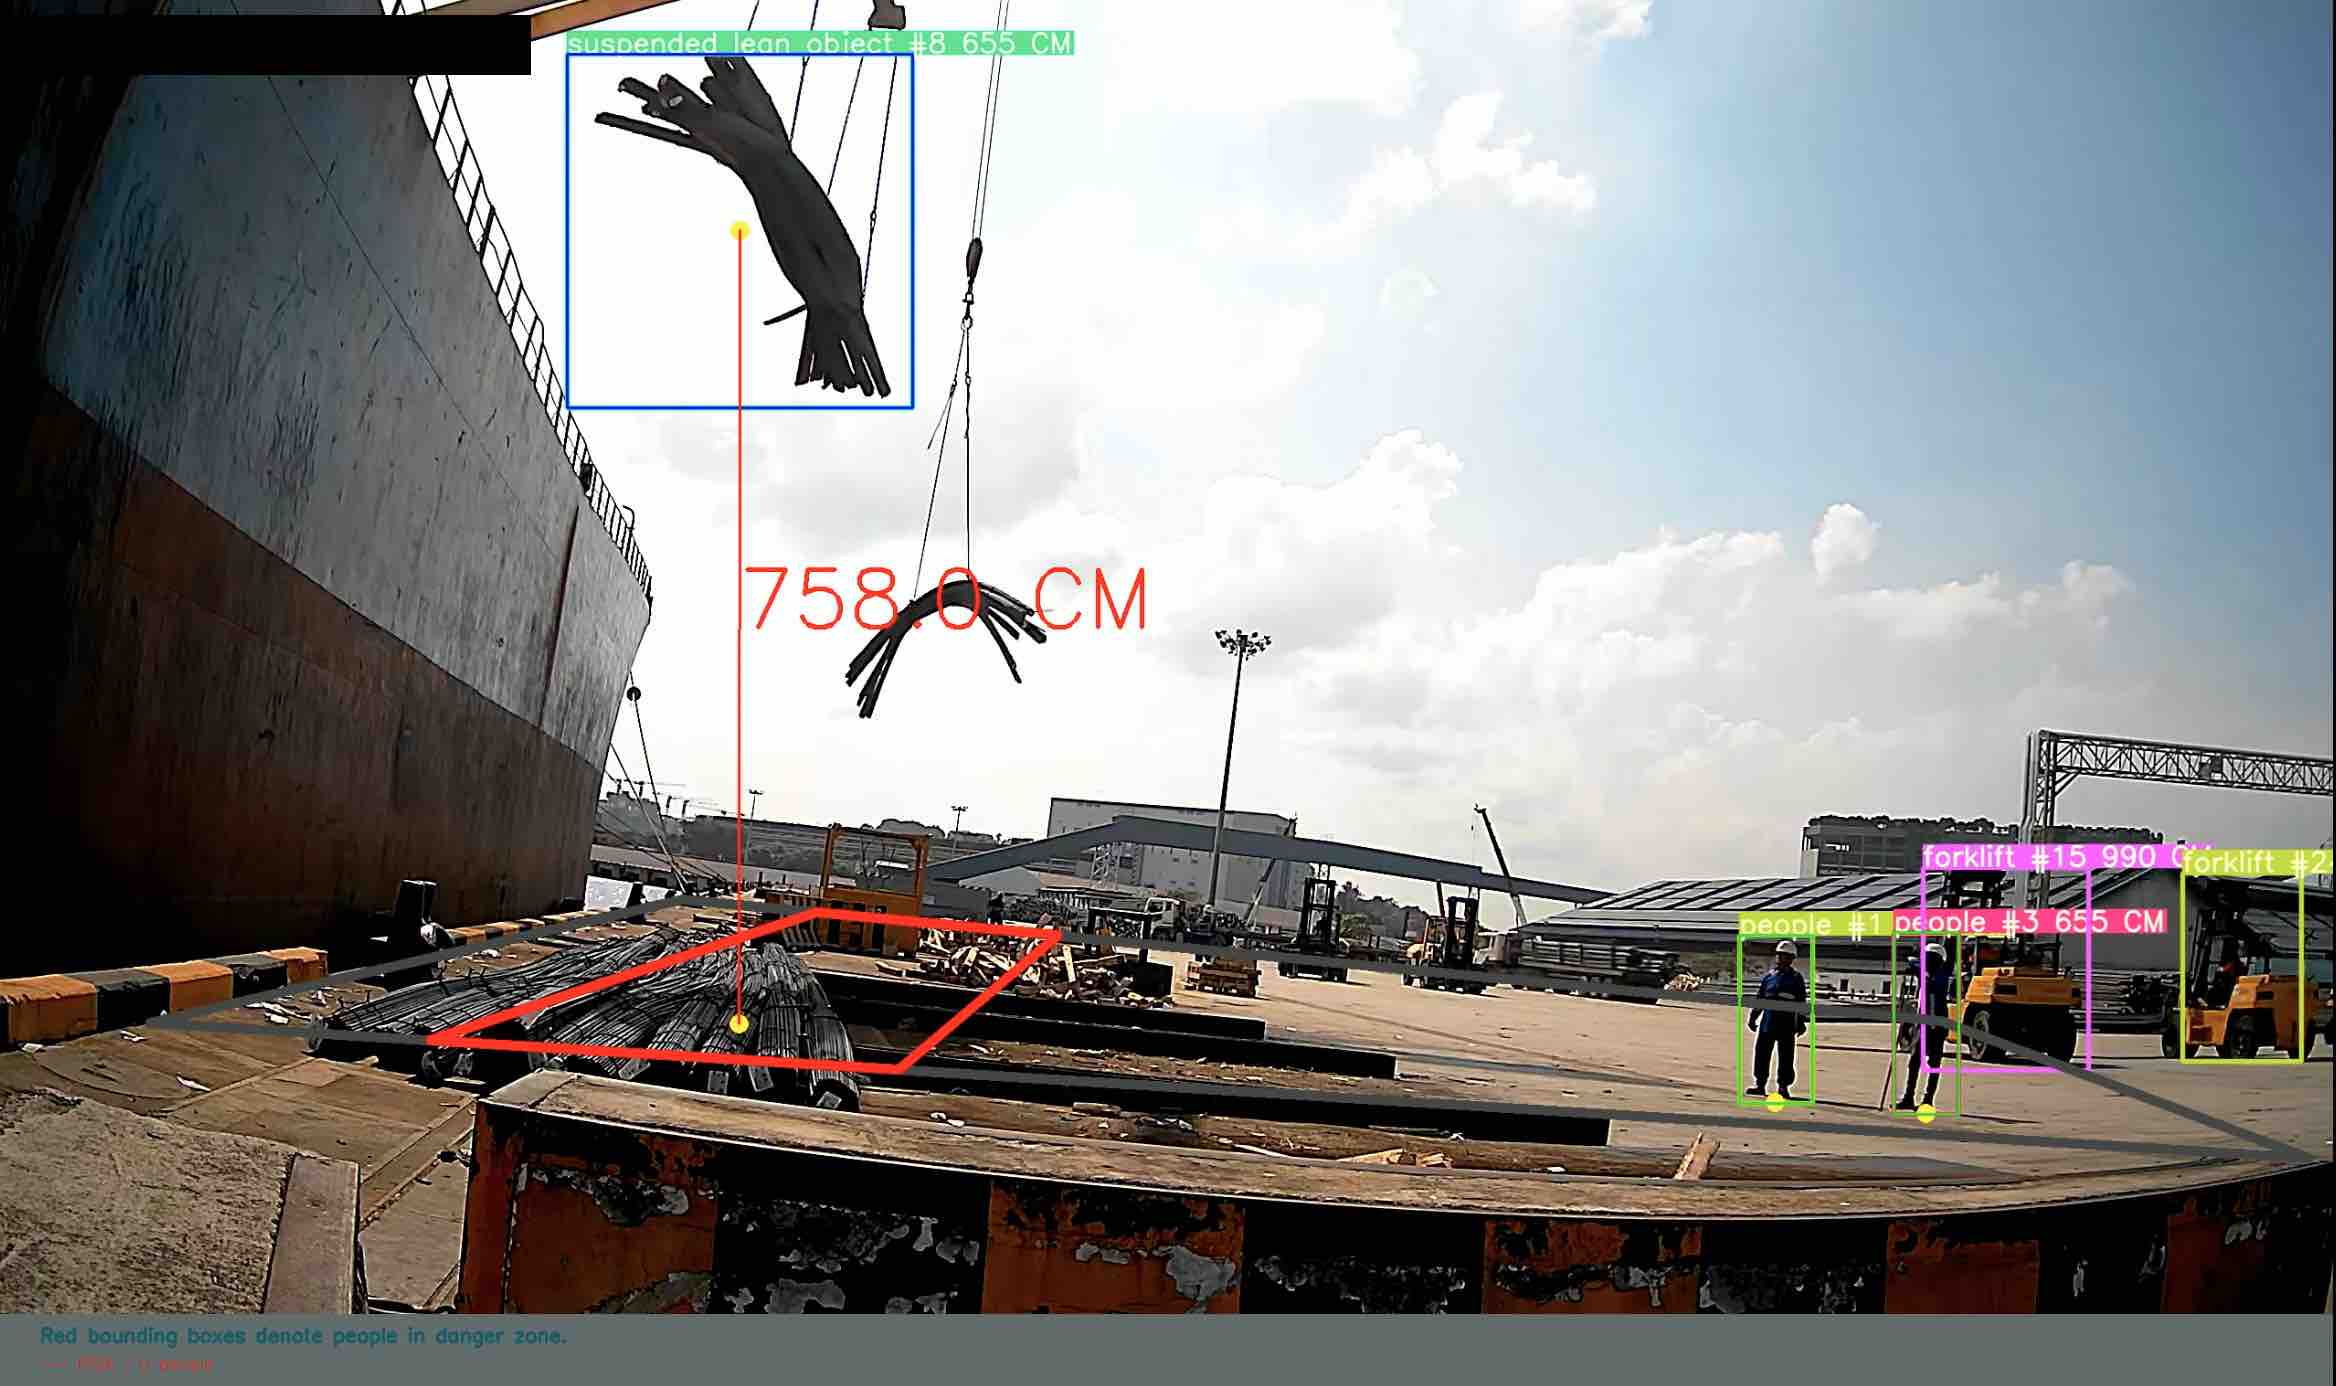 suspended lean object #8 655 CM
758.0 CM
forklift #15 990
forklift #2
people #1
people #3 655 CM
Red bounding boxes denote people in danger zone.
people